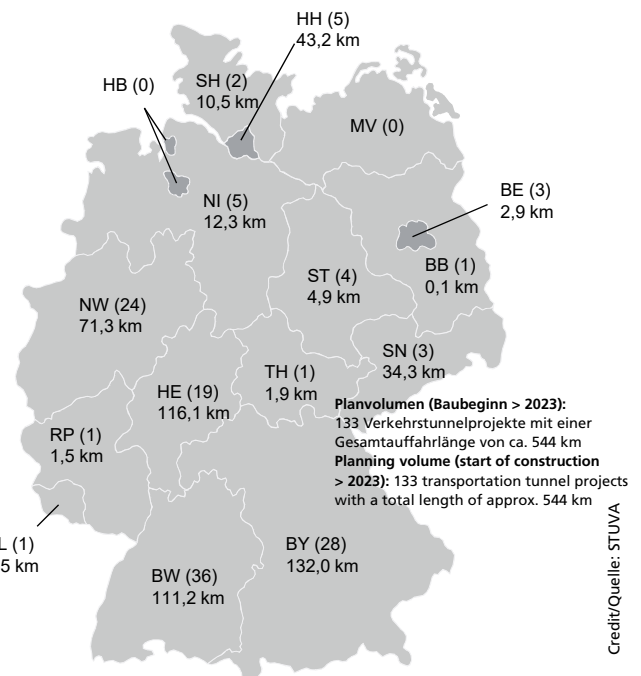 HH (5)
43,2 km
SH (2)
10,5 km
HB (0)
MV (0)
BE (3)
2,9 km
NI (5)
12,3 km
BB (1)
0,1 km
ST (4)
4,9 km
NW (24)
71,3 km
SN (3)
34,3 km
TH (1)
1,9 km
HE (19)
116,1 km
RP (1)
1,5 km
Planvolumen (Baubeginn > 2023):
133 Verkehrstunnelprojekte mit einer
Gesamtauffahrlänge von ca. 544 km
Planning volume (start of construction
> 2023): 133 transportation tunnel projects
with a total length of approx. 544 km
L (1)
5 km
BY (28)
132,0 km
BW (36)
111,2 km
Credit/Quelle: STUVA